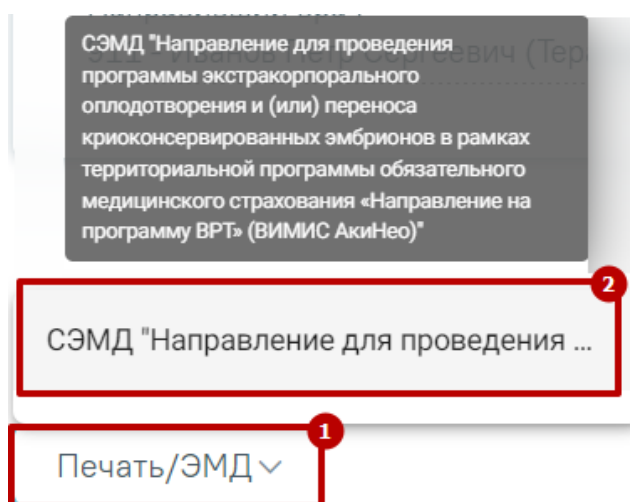 СЭМД "Направление для проведения
программы экстракорпорального
оплодотворения и (или) переноса
криоконсервированных эмбрионов в рамках
территориальной программы обязательного
медицинского страхования «Направление на
программу ВРТ» (ВИМИС АкиНео)"
2
СЭМД "Направление для проведения ...
1
Печать/ЭМД